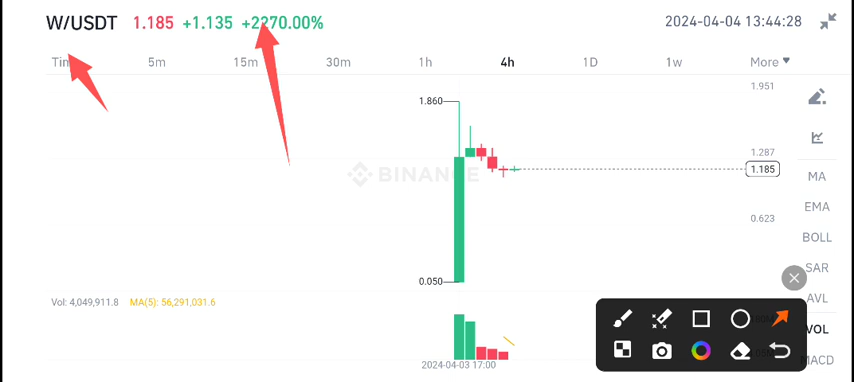 W/USDT 1.185 +1.135 +2270.00% 2024-04-04 13:44:28
5m 15m 30m 1h 4h 1D 1w More
1.951
1.860
1.287
BINANCE
1.185
MA
EMA
0.623
BOLL
SAR
0.050
Vol: 4,049,911.8 MA(5): 56,291,031.6
AVL
VOL
MACD
2024-04-03 17:00